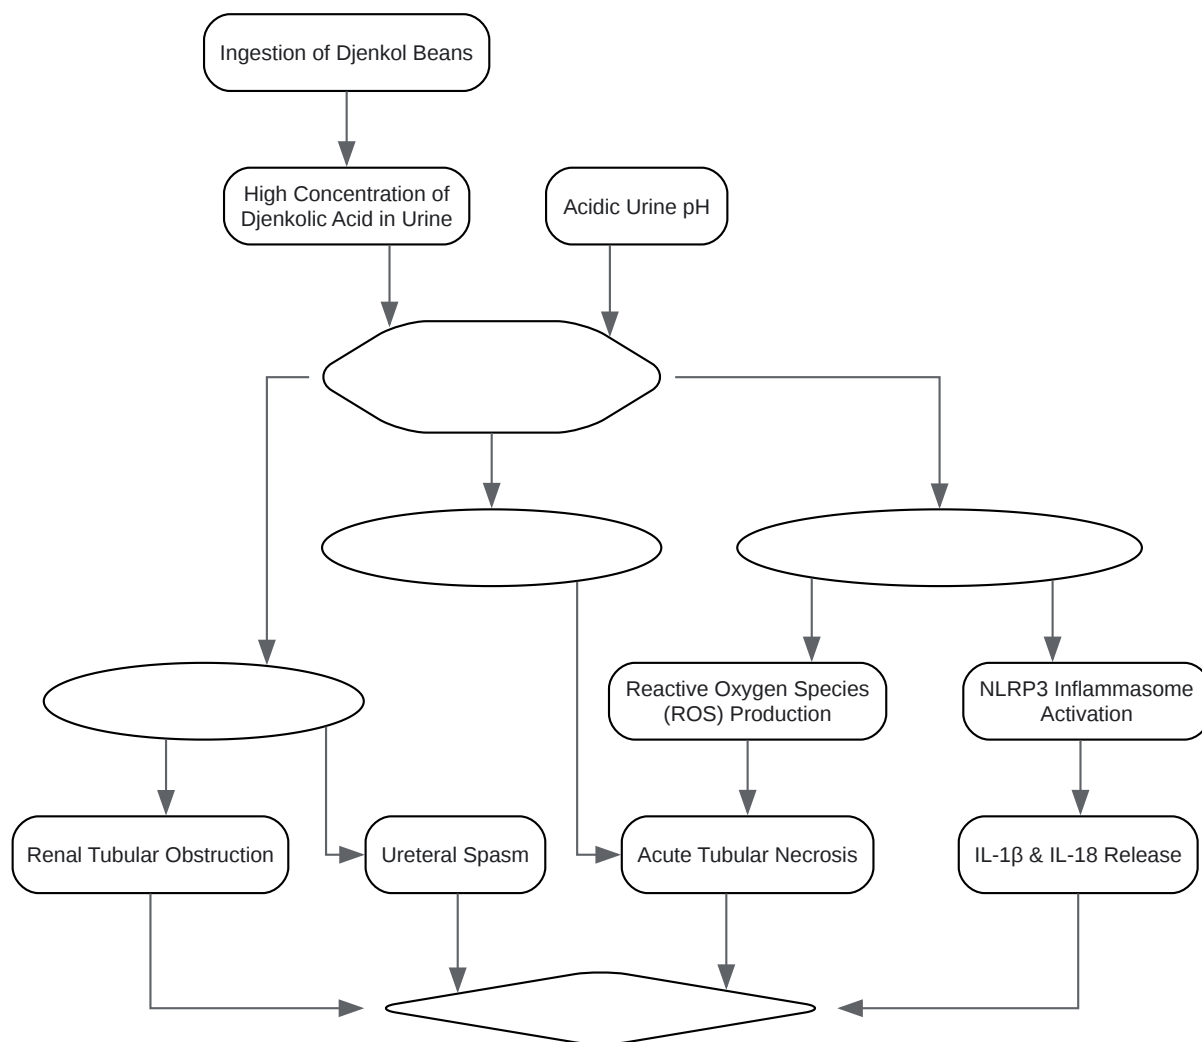 Ingestion of Djenkol Beans
High Concentration of
Djenkolic Acid in Urine
Acidic Urine pH
Reactive Oxygen Species
(ROS) Production
NLRP3 Inflammasome
Activation
Renal Tubular Obstruction
Ureteral Spasm
Acute Tubular Necrosis
IL-1β & IL-18 Release